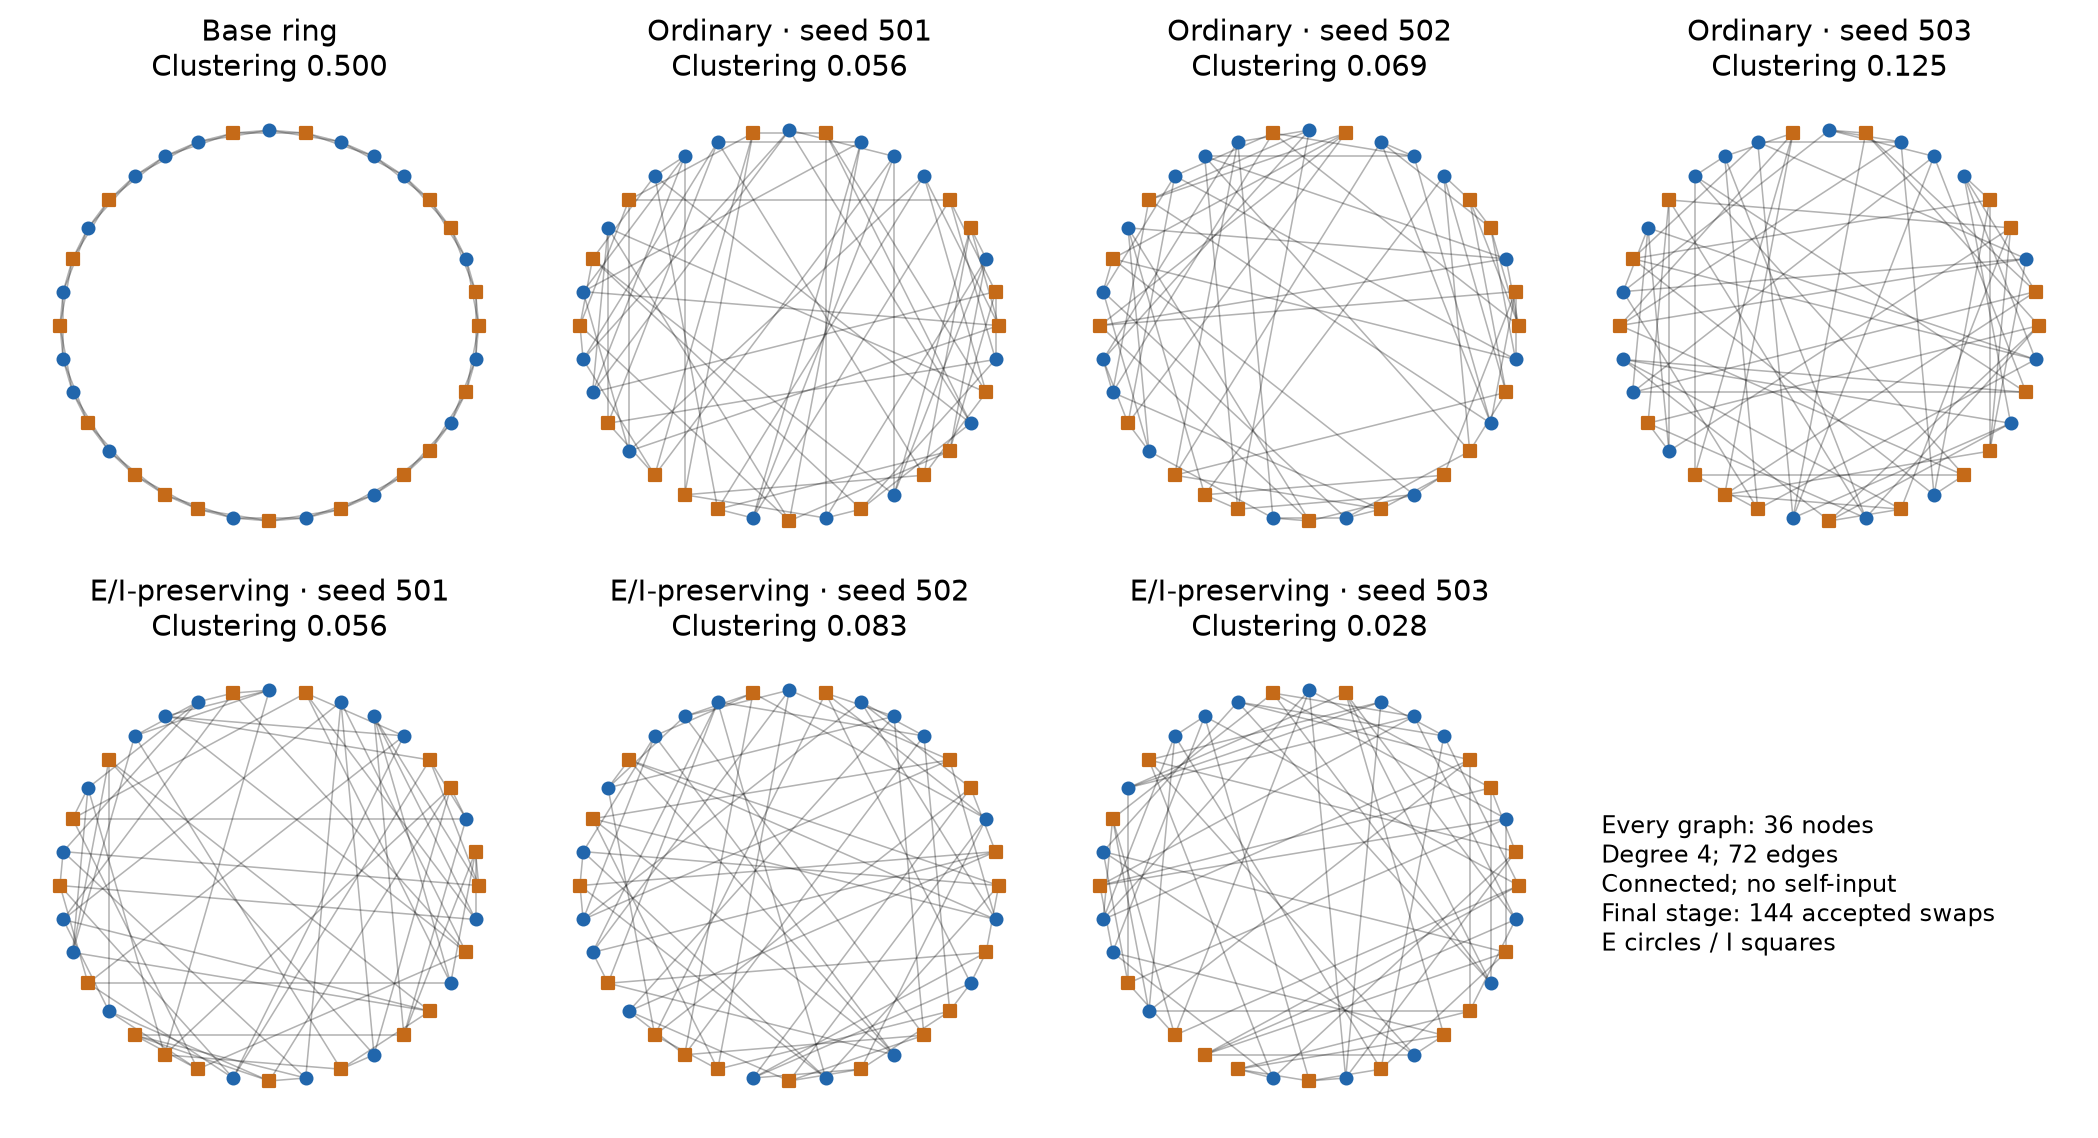 Base ring
Clustering 0.500
Ordinary · seed 501
Clustering 0.056
Ordinary · seed 502
Clustering 0.069
Ordinary · seed 503
Clustering 0.125
E/I-preserving · seed 501
Clustering 0.056
E/I-preserving · seed 502
Clustering 0.083
E/I-preserving · seed 503
Clustering 0.028
Every graph: 36 nodes
Degree 4; 72 edges
Connected; no self-input
Final stage: 144 accepted swaps
E circles / I squares